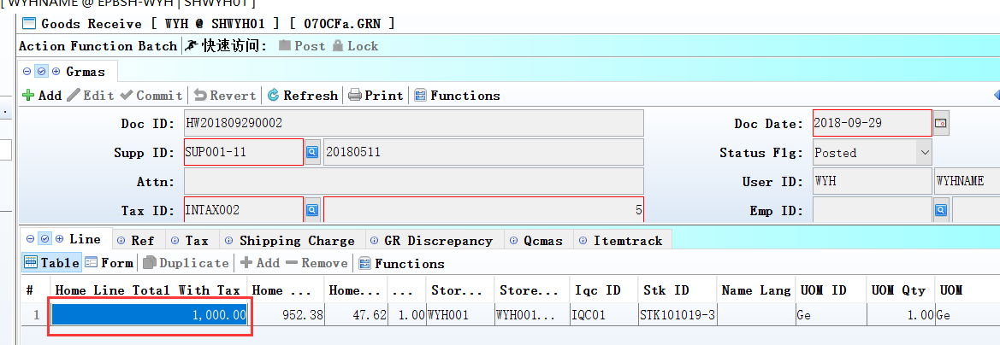 [ WYHNAME @ EPBSH-WYH | SHWYH01 ]
Goods Receive [ WYH @ SHWYH01 ] [ 070CFa.GRN ]
Action Function Batch 快速访问: Post Lock
Grmas
Add Edit Commit Revert Refresh Print Functions
Doc ID: HW201809290002 Doc Date: 2018-09-29
Supp ID: SUP001-11 20180511 Status Flg: Posted
Attn: User ID: WYH WYHNAME
Tax ID: INTAX002 5 Emp ID:
Line Ref Tax Shipping Charge GR Discrepancy Qcmas Itemtrack
Table Form Duplicate Add Remove Functions
# Home Line Total With Tax Home ... Home... ... Stor... Store... Iqc ID Stk ID Name Lang UOM ID UOM Qty UOM
1 1,000.00 952.38 47.62 1.00 WYH001 WYH001... IQC01 STK101019-3 Ge 1.00 Ge